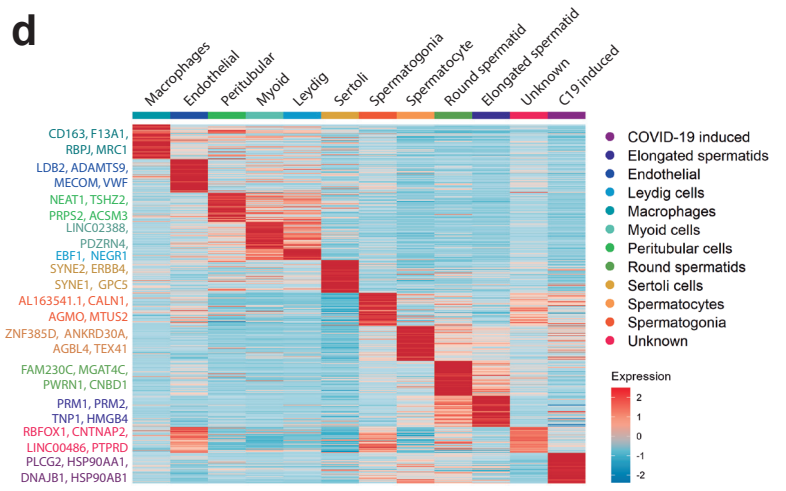 d
Macrophages
Endothelial
Peritubular
Myoid
Leydig
Sertoli
Spermatogonia
Spermatocyte
Round spermatid
Elongated spermatid
Unknown
C19 induced
CD163, F13A1,
RBPJ, MRC1
LDB2, ADAMTS9,
MECOM, VWF
NEAT1, TSHZ2,
PRPS2, ACSM3
LINC02388,
PDZRN4,
EBF1, NEGR1
SYNE2, ERBB4,
SYNE1, GPC5
AL163541.1, CALN1,
AGMO, MTUS2
ZNF385D, ANKRD30A,
AGBL4, TEX41
FAM230C, MGAT4C,
PWRN1, CNBD1
PRM1, PRM2,
TNP1, HMGB4
RBFOX1, CNTNAP2,
LINC00486, PTPRD
PLCG2, HSP90AA1,
DNAJB1, HSP90AB1
COVID-19 induced
Elongated spermatids
Endothelial
Leydig cells
Macrophages
Myoid cells
Peritubular cells
Round spermatids
Sertoli cells
Spermatocytes
Spermatogonia
Unknown
Expression
2
1
0
-1
-2